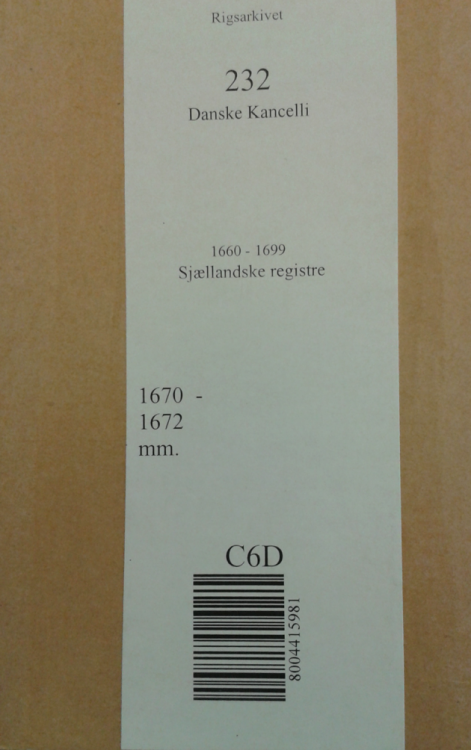 Rigsarkivet
232
Danske Kancelli
1660 - 1699
Sjællandske registre
1670 -
1672
mm.
C6D
8004415981